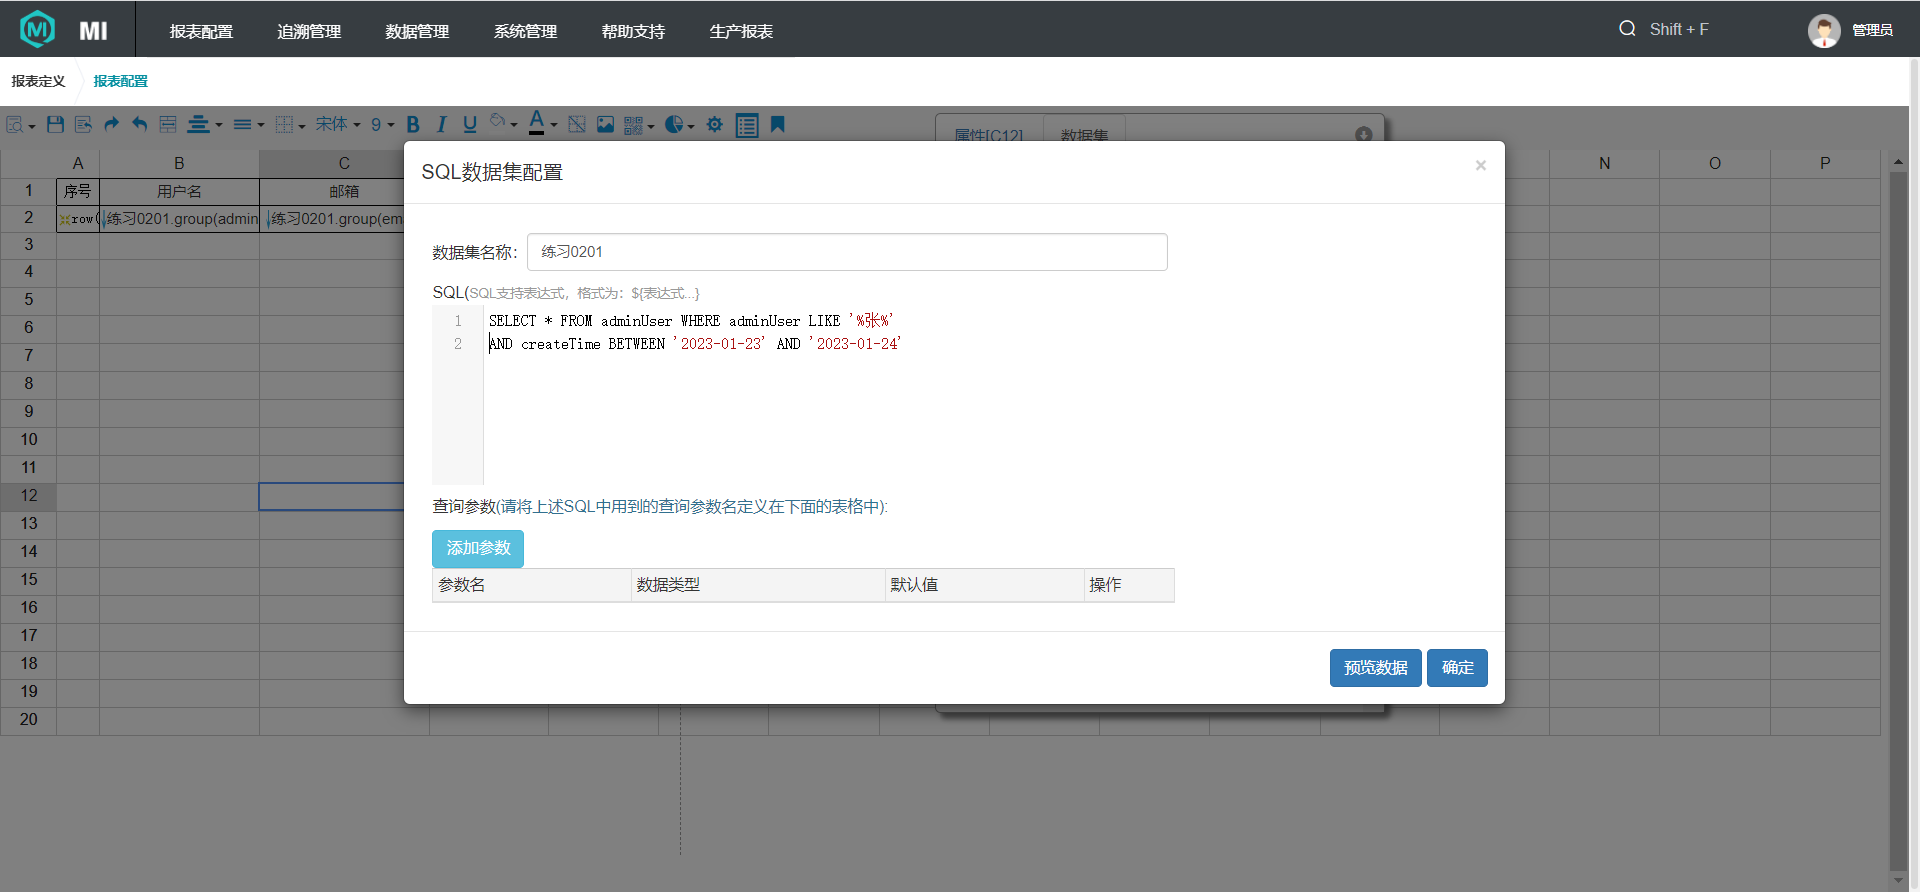 MI
报表配置
追溯管理
数据管理
系统管理
帮助支持
生产报表
Shift + F
管理员
报表定义
报表配置
宋体
9
B
I
U
A
属性[C12]
数据集
A
B
C
N
O
P
1
序号
用户名
邮箱
2
row(
练习0201.group(admin
练习0201.group(em
3
4
5
6
7
8
9
10
11
12
13
14
15
16
17
18
19
20
SQL数据集配置
×
数据集名称：
练习0201
SQL(SQL支持表达式，格式为：${表达式...}
1 SELECT * FROM adminUser WHERE adminUser LIKE '%张%'
2 AND createTime BETWEEN '2023-01-23' AND '2023-01-24'
查询参数(请将上述SQL中用到的查询参数名定义在下面的表格中):
添加参数
参数名
数据类型
默认值
操作
预览数据
确定